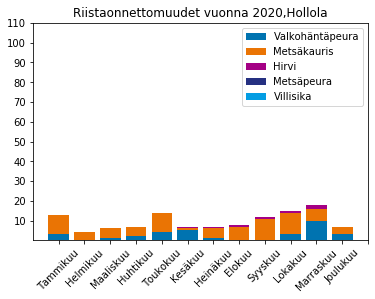 Riistaonnettomuudet vuonna 2020,Hollola
110
100
90
80
70
60
50
40
30
20
10
Valkohäntäpeura
Metsäkauris
Hirvi
Metsäpeura
Villisika
Tammikuu
Helmikuu
Maaliskuu
Huhtikuu
Toukokuu
Kesäkuu
Heinäkuu
Elokuu
Syyskuu
Lokakuu
Marraskuu
Joulukuu